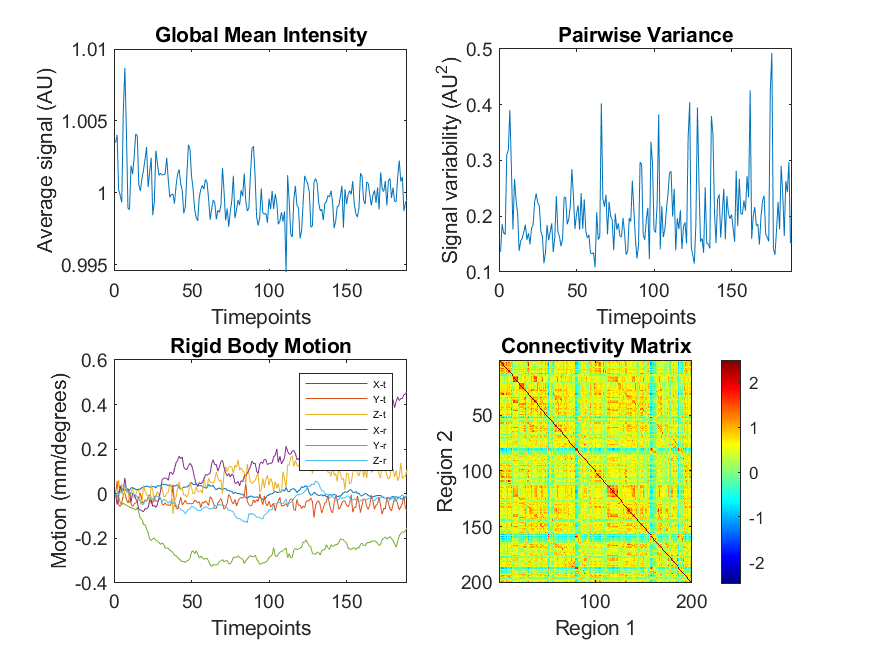 Global Mean Intensity
1.01
1.005
1
0.995
Average signal (AU)
0
50
100
150
Timepoints
Pairwise Variance
0.5
0.4
0.3
0.2
0.1
Signal variability (AU²)
0
50
100
150
Timepoints
Rigid Body Motion
0.6
0.4
0.2
0
-0.2
-0.4
Motion (mm/degrees)
X-t
Y-t
Z-t
X-r
Y-r
Z-r
0
50
100
150
Timepoints
Connectivity Matrix
50
100
150
200
Region 2
100
200
Region 1
2
1
0
-1
-2